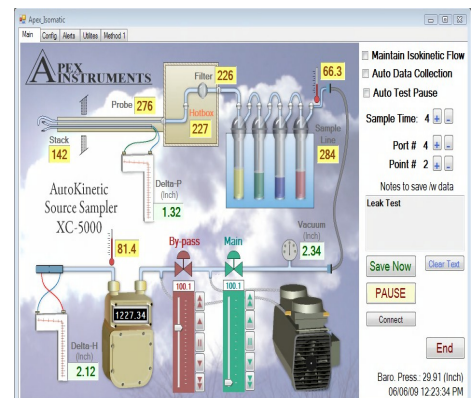 Apex_Isomatic
Main Config Alerts Utilites Method 1
APEX
INSTRUMENTS
Probe 276
Filter 226
Hotbox
227
66.3
Stack
142
Sample
Line
284
Delta-P
(Inch)
1.32
AutoKinetic
Source Sampler
XC-5000
81.4
By-pass
Main
Vacuum
(Inch)
2.34
100.1
100.1
1227.34
Delta-H
(Inch)
2.12
Maintain Isokinetic Flow
Auto Data Collection
Auto Test Pause
Sample Time: 4 + -
Port # 4 + -
Point # 2 + -
Notes to save /w data
Leak Test
Save Now Clear Text
PAUSE
Connect
End
Baro. Press.: 29.91 (Inch)
06/06/09 12:23:34 PM